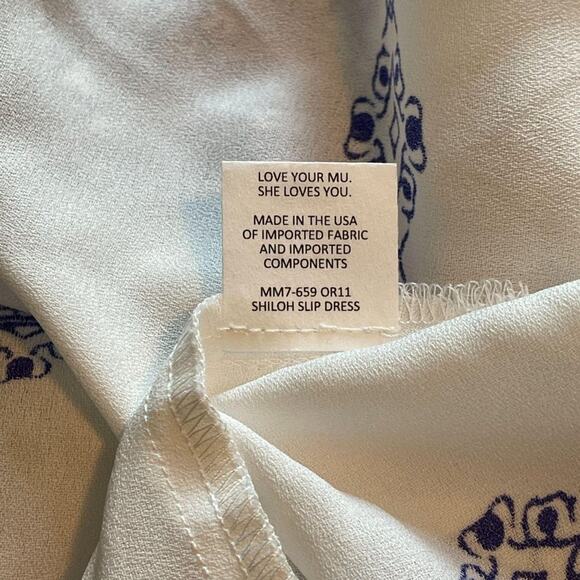 LOVE YOUR MU.
SHE LOVES YOU.
MADE IN THE USA
OF IMPORTED FABRIC
AND IMPORTED
COMPONENTS
MM7-659 OR11
SHILOH SLIP DRESS